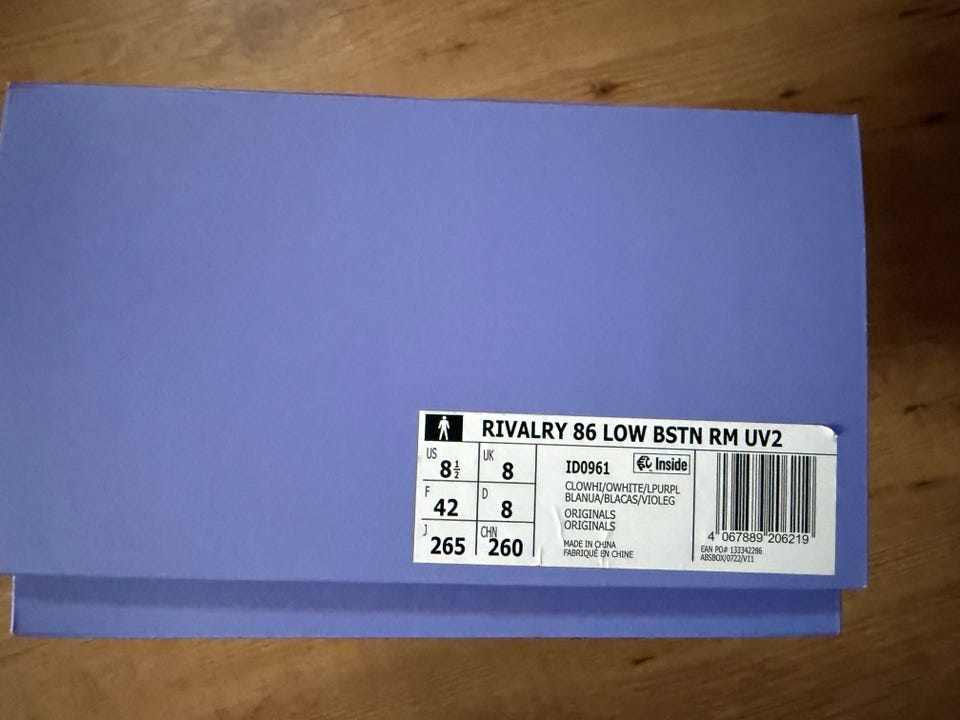 RIVALRY 86 LOW BSTN RM UV2
US 8½ UK 8
F 42 D 8
J 265 CHN 260
ID0961 Inside
CLOWHI/OWHITE/LPURPL
BLANUA/BLACAS/VIOLEG
ORIGINALS
ORIGINALS
MADE IN CHINA
FABRIQUÉ EN CHINE
4 067889 206219
EAN PO# 133342286
ABSBOX/0722/V11